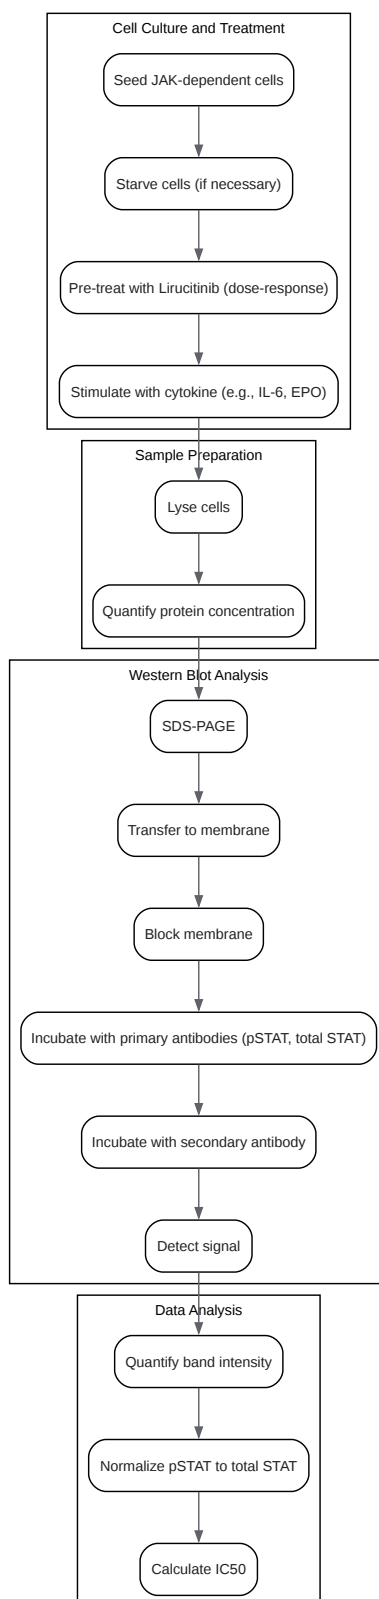 Cell Culture and Treatment
Seed JAK-dependent cells
Starve cells (if necessary)
Pre-treat with Lirucitinib (dose-response)
Stimulate with cytokine (e.g., IL-6, EPO)
Sample Preparation
Lyse cells
Quantify protein concentration
Western Blot Analysis
SDS-PAGE
Transfer to membrane
Block membrane
Incubate with primary antibodies (pSTAT, total STAT)
Incubate with secondary antibody
Detect signal
Data Analysis
Quantify band intensity
Normalize pSTAT to total STAT
Calculate IC50